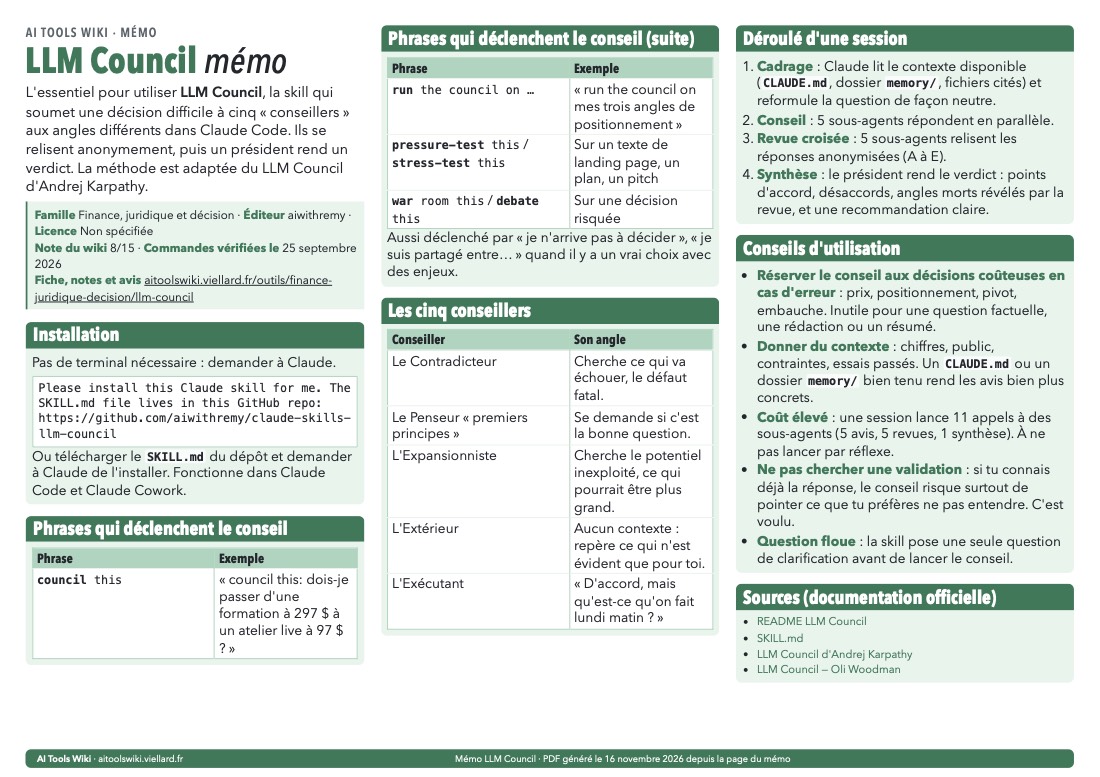 AI TOOLS WIKI · MÉMO
LLM Council mémo
L'essentiel pour utiliser LLM Council, la skill qui
soumet une décision difficile à cinq « conseillers »
aux angles différents dans Claude Code. Ils se
relisent anonymement, puis un président rend un
verdict. La méthode est adaptée du LLM Council
d'Andrej Karpathy.
Famille Finance, juridique et décision · Éditeur aiwithremy ·
Licence Non spécifiée
Note du wiki 8/15 · Commandes vérifiées le 25 septembre
2026
Fiche, notes et avis aitoolswiki.viellard.fr/outils/finance-
juridique-decision/llm-council
Installation
Pas de terminal nécessaire : demander à Claude.
Please install this Claude skill for me. The
SKILL.md file lives in this GitHub repo:
https://github.com/aiwithremy/claude-skills-
llm-council
Ou télécharger le SKILL.md du dépôt et demander
à Claude de l'installer. Fonctionne dans Claude
Code et Claude Cowork.
Phrases qui déclenchent le conseil
Phrase Exemple
council this « council this: dois-je
passer d'une
formation à 297 $ à
un atelier live à 97 $
? »
Phrases qui déclenchent le conseil (suite)
Phrase Exemple
run the council on … « run the council on
mes trois angles de
positionnement »
pressure-test this / Sur un texte de
stress-test this landing page, un
plan, un pitch
war room this / debate Sur une décision
this risquée
Aussi déclenché par « je n'arrive pas à décider », « je
suis partagé entre… » quand il y a un vrai choix avec
des enjeux.
Les cinq conseillers
Conseiller Son angle
Le Contradicteur Cherche ce qui va
échouer, le défaut
fatal.
Le Penseur « premiers Se demande si c'est
principes » la bonne question.
L'Expansionniste Cherche le potentiel
inexploité, ce qui
pourrait être plus
grand.
L'Extérieur Aucun contexte :
repère ce qui n'est
évident que pour toi.
L'Exécutant « D'accord, mais
qu'est-ce qu'on fait
lundi matin ? »
Déroulé d'une session
1. Cadrage : Claude lit le contexte disponible
(CLAUDE.md, dossier memory/, fichiers cités) et
reformule la question de façon neutre.
2. Conseil : 5 sous-agents répondent en parallèle.
3. Revue croisée : 5 sous-agents relisent les
réponses anonymisées (A à E).
4. Synthèse : le président rend le verdict : points
d'accord, désaccords, angles morts révélés par la
revue, et une recommandation claire.
Conseils d'utilisation
• Réserver le conseil aux décisions coûteuses en
cas d'erreur : prix, positionnement, pivot,
embauche. Inutile pour une question factuelle,
une rédaction ou un résumé.
• Donner du contexte : chiffres, public,
contraintes, essais passés. Un CLAUDE.md ou un
dossier memory/ bien tenu rend les avis bien plus
concrets.
• Coût élevé : une session lance 11 appels à des
sous-agents (5 avis, 5 revues, 1 synthèse). À ne
pas lancer par réflexe.
• Ne pas chercher une validation : si tu connais
déjà la réponse, le conseil risque surtout de
pointer ce que tu préfères ne pas entendre. C'est
voulu.
• Question floue : la skill pose une seule question
de clarification avant de lancer le conseil.
Sources (documentation officielle)
• README LLM Council
• SKILL.md
• LLM Council d'Andrej Karpathy
• LLM Council — Oli Woodman
AI Tools Wiki · aitoolswiki.viellard.fr
Mémo LLM Council · PDF généré le 16 novembre 2026 depuis la page du mémo